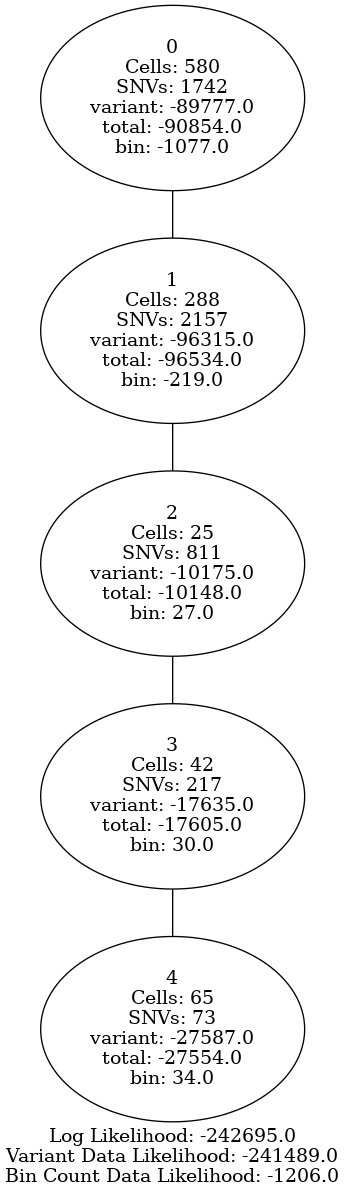 0
Cells: 580
SNVs: 1742
variant: -89777.0
total: -90854.0
bin: -1077.0
1
Cells: 288
SNVs: 2157
variant: -96315.0
total: -96534.0
bin: -219.0
2
Cells: 25
SNVs: 811
variant: -10175.0
total: -10148.0
bin: 27.0
3
Cells: 42
SNVs: 217
variant: -17635.0
total: -17605.0
bin: 30.0
4
Cells: 65
SNVs: 73
variant: -27587.0
total: -27554.0
bin: 34.0
Log Likelihood: -242695.0
Variant Data Likelihood: -241489.0
Bin Count Data Likelihood: -1206.0